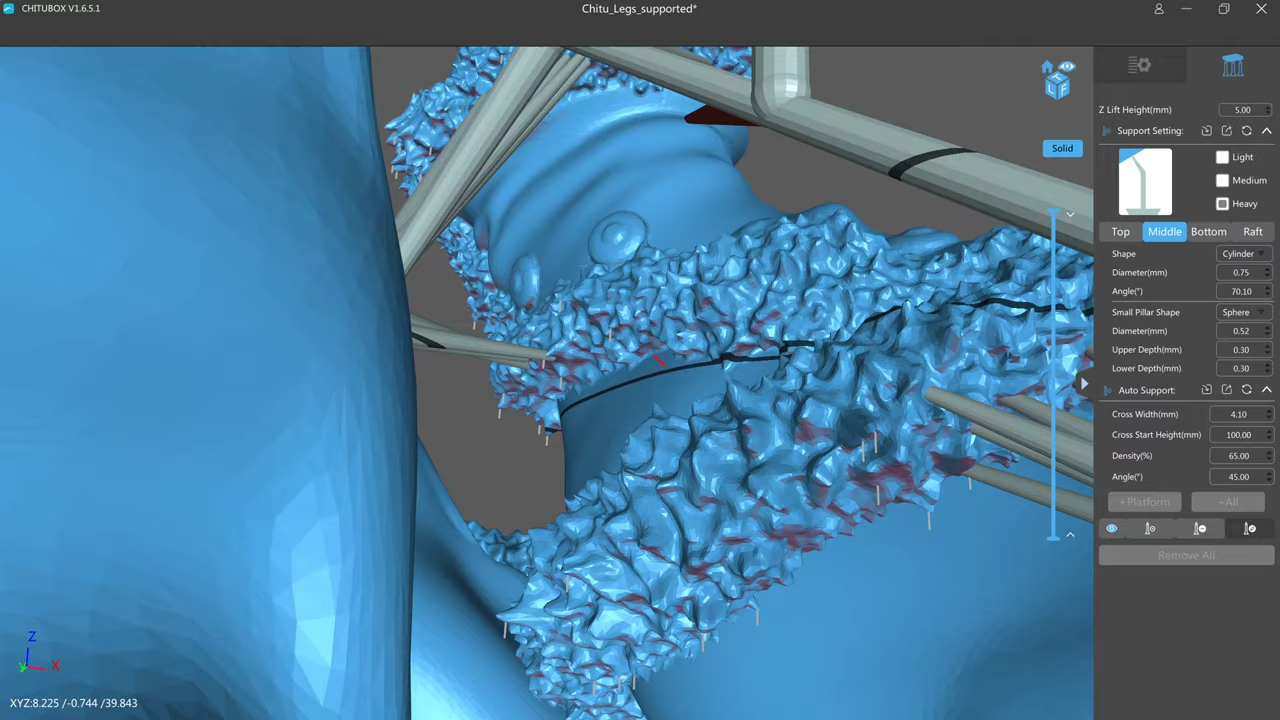 CHITUBOX V1.6.5.1
Chitu_Legs_supported*
T
L F
Solid
Z Lift Height(mm) 5.00
Support Setting:
Light
Medium
Heavy
Top Middle Bottom Raft
Shape Cylinder
Diameter(mm) 0.75
Angle(°) 70.10
Small Pillar Shape Sphere
Diameter(mm) 0.52
Upper Depth(mm) 0.30
Lower Depth(mm) 0.30
Auto Support:
Cross Width(mm) 4.10
Cross Start Height(mm) 100.00
Density(%) 65.00
Angle(°) 45.00
+Platform +All
Remove All
Z
Y X
XYZ:8.225 /-0.744 /39.843